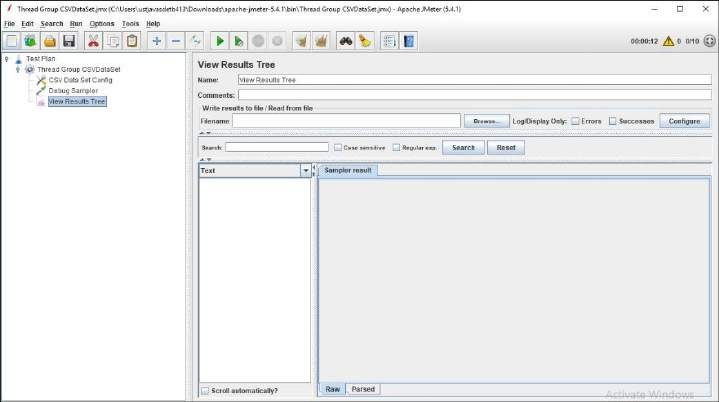 Thread Group CSVDataSet.jmx (C:\Users\ustjavasdetb413\Downloads\apache-jmeter-5.4.1\bin\Thread Group CSVDataSet.jmx) - Apache JMeter (5.4.1)
File Edit Search Run Options Tools Help
00:00:12 0 0/10
Test Plan
Thread Group CSVDataSet
CSV Data Set Config
Debug Sampler
View Results Tree
View Results Tree
Name: View Results Tree
Comments:
Write results to file / Read from file
Filename Browse... Log/Display Only: Errors Successes Configure
Search: Case sensitive Regular exp. Search Reset
Text
Sampler result
Scroll automatically?
Raw Parsed
Activate Windows